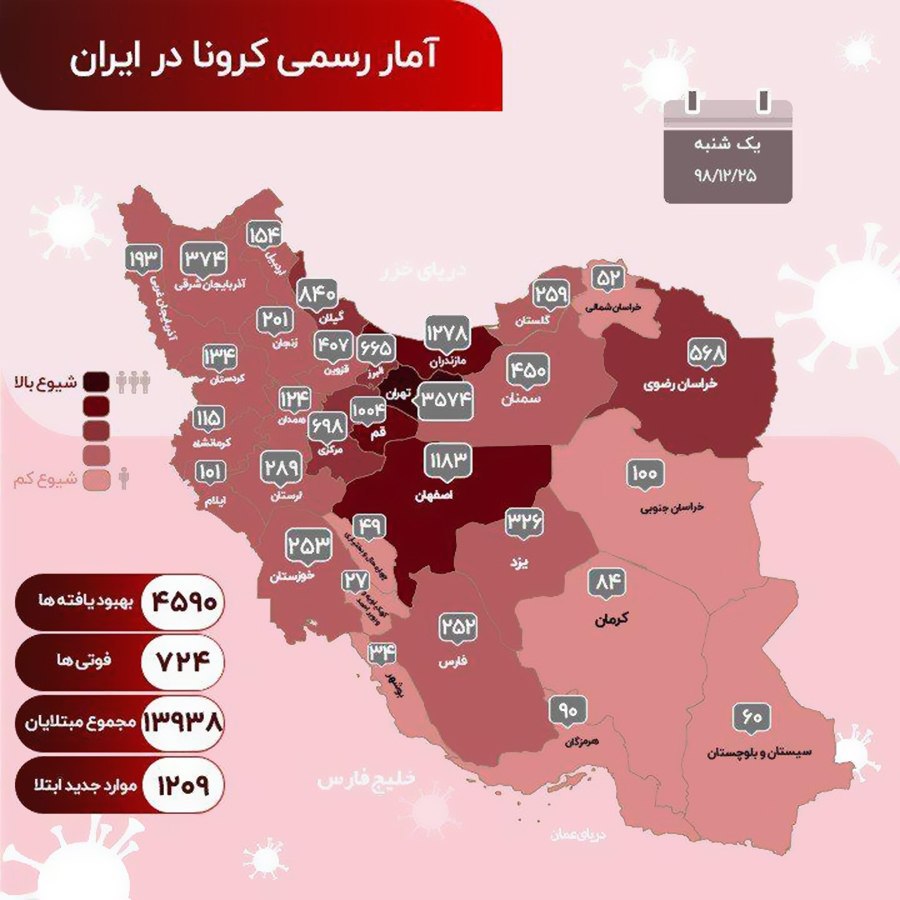 آمار رسمی کرونا در ایران
یک شنبه
۹۸/۱۲/۲۵
دریای خزر
۱۵۴
اردبیل
۱۹۳
آذربایجان غربی
۳۷۴
آذربایجان شرقی
۸۴۰
گیلان
۲۰۱
زنجان
۴۰۷
قزوین
۶۶۵
البرز
۱۲۷۸
مازندران
۲۵۹
گلستان
۵۲
خراسان شمالی
۵۶۸
خراسان رضوی
۴۵۰
سمنان
۳۵۷۴
تهران
۱۳۴
کردستان
۱۲۴
همدان
۱۰۰۴
قم
۶۹۸
مرکزی
۱۱۵
کرمانشاه
۱۰۱
ایلام
۲۸۹
لرستان
۱۱۸۳
اصفهان
۱۰۰
خراسان جنوبی
۴۹
چهارمحال و بختیاری
۳۲۶
یزد
۲۵۳
خوزستان
۲۷
کهگیلویه و
بویر احمد
۸۴
کرمان
۲۵۲
فارس
۳۴
بوشهر
۹۰
هرمزگان
۶۰
سیستان و بلوچستان
خلیج فارس
دریای عمان
شیوع بالا
شیوع کم
بهبود یافته ها ۴۵۹۰
فوتی ها ۷۲۴
مجموع مبتلایان ۱۳۹۳۸
موارد جدید ابتلا ۱۲۰۹